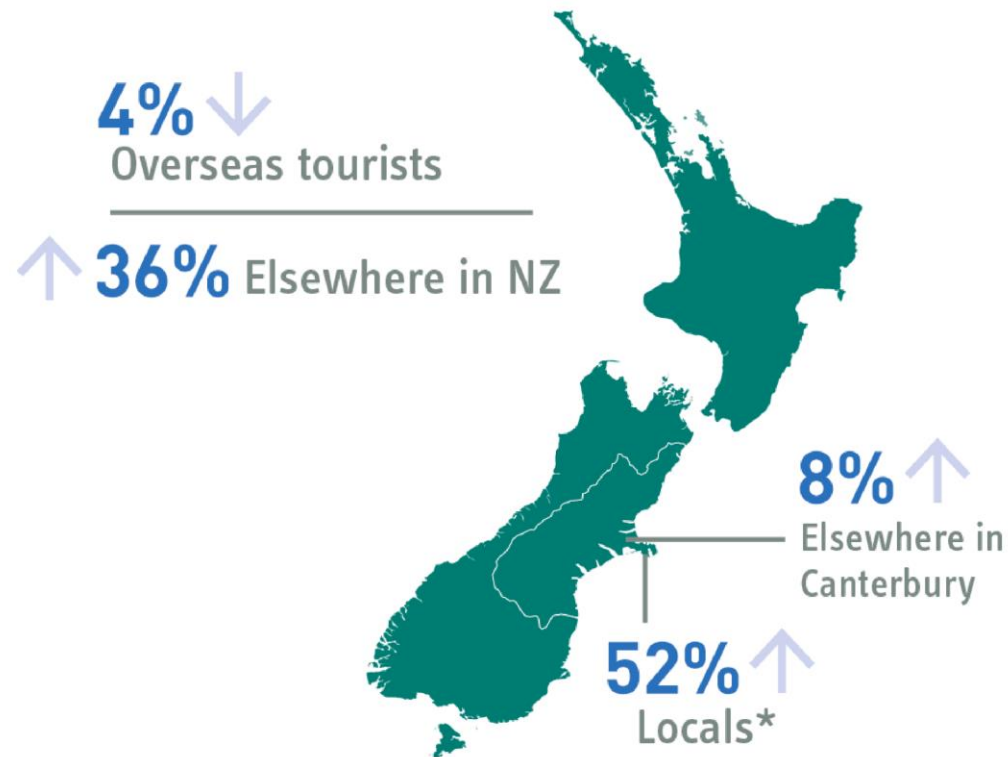 4%
Overseas tourists
36% Elsewhere in NZ
8%
Elsewhere in
Canterbury
52%
Locals*